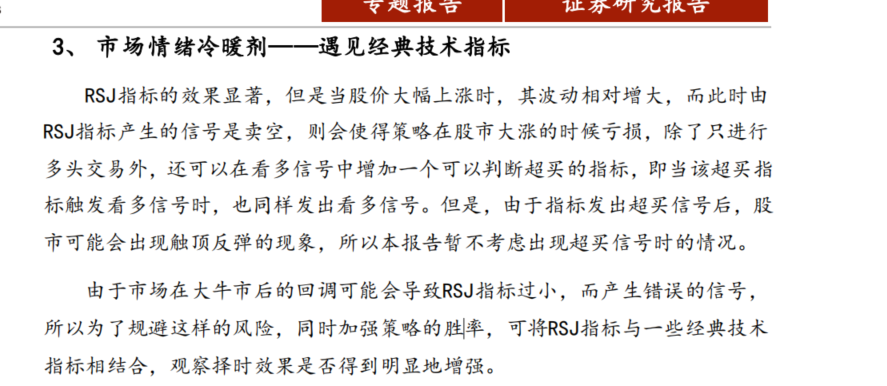 专题报告 证券研究报告
3、 市场情绪冷暖剂——遇见经典技术指标
RSJ指标的效果显著，但是当股价大幅上涨时，其波动相对增大，而此时由
RSJ指标产生的信号是卖空，则会使得策略在股市大涨的时候亏损，除了只进行
多头交易外，还可以在看多信号中增加一个可以判断超买的指标，即当该超买指
标触发看多信号时，也同样发出看多信号。但是，由于指标发出超买信号后，股
市可能会出现触顶反弹的现象，所以本报告暂不考虑出现超买信号时的情况。
由于市场在大牛市后的回调可能会导致RSJ指标过小，而产生错误的信号，
所以为了规避这样的风险，同时加强策略的胜率，可将RSJ指标与一些经典技术
指标相结合，观察择时效果是否得到明显地增强。